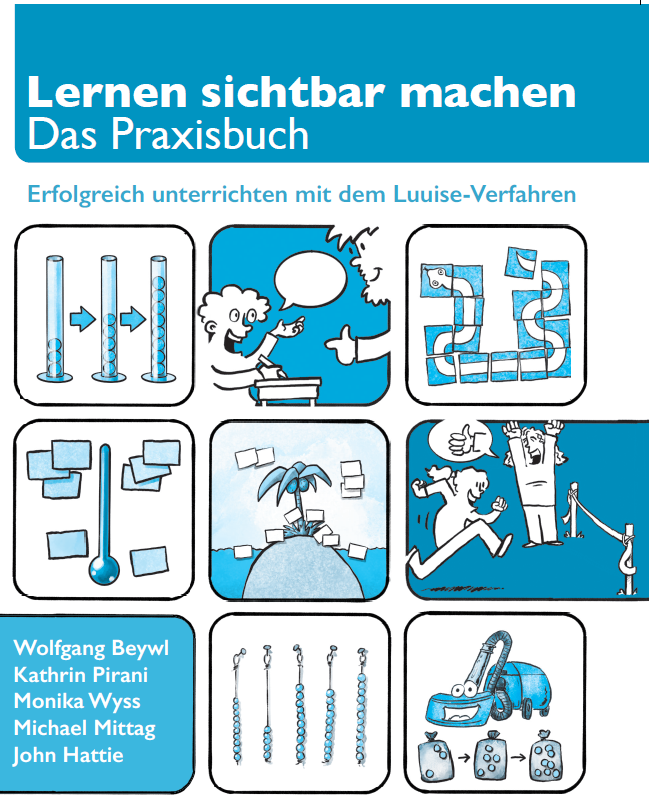 Lernen sichtbar machen
Das Praxisbuch
Erfolgreich unterrichten mit dem Luuise-Verfahren
Wolfgang Beywl
Kathrin Pirani
Monika Wyss
Michael Mittag
John Hattie